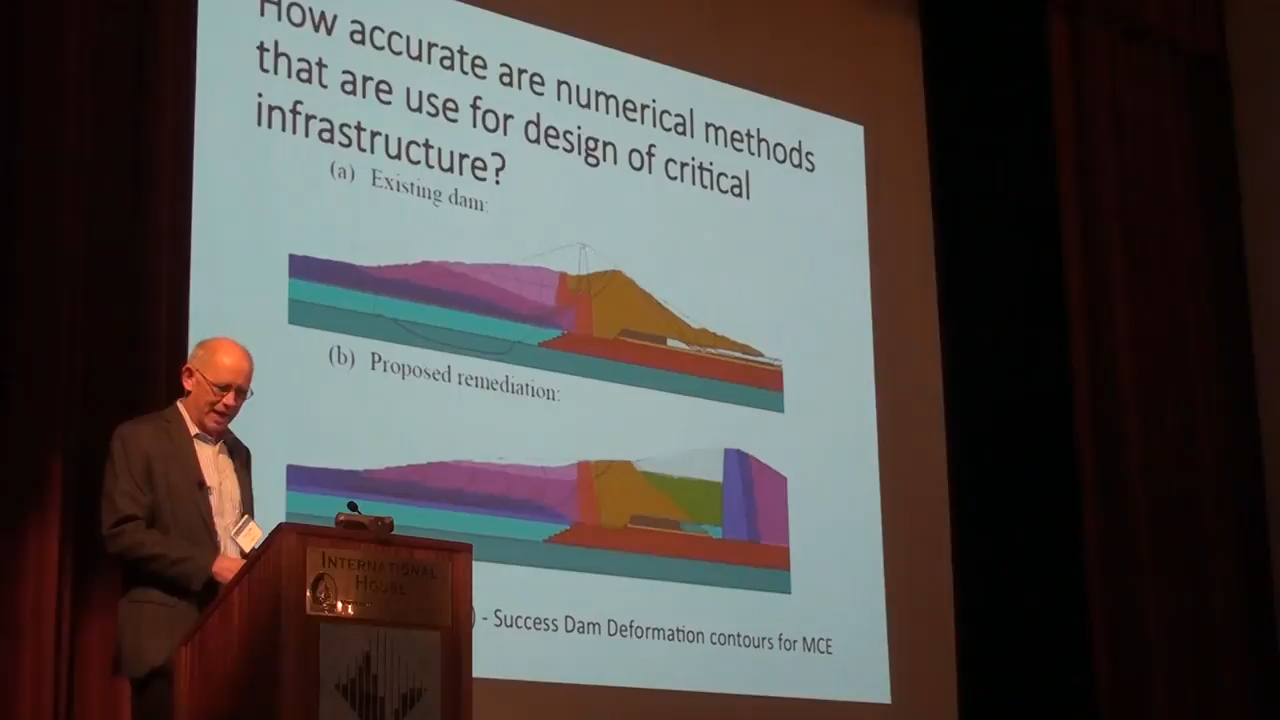 How accurate are numerical methods
that are use for design of critical
infrastructure?
(a) Existing dam:
(b) Proposed remediation:
) - Success Dam Deformation contours for MCE
INTERNATIONAL
HOUSE